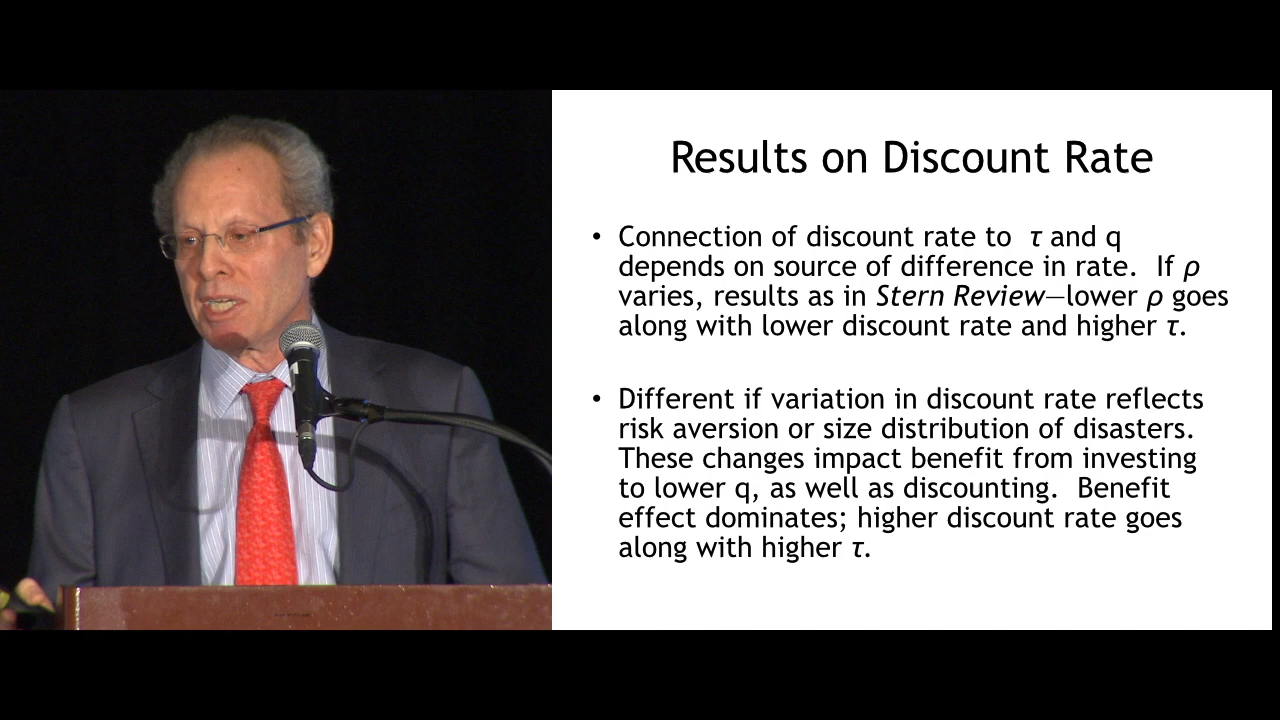 Results on Discount Rate
• Connection of discount rate to τ and q
depends on source of difference in rate. If ρ
varies, results as in Stern Review—lower ρ goes
along with lower discount rate and higher τ.
• Different if variation in discount rate reflects
risk aversion or size distribution of disasters.
These changes impact benefit from investing
to lower q, as well as discounting. Benefit
effect dominates; higher discount rate goes
along with higher τ.